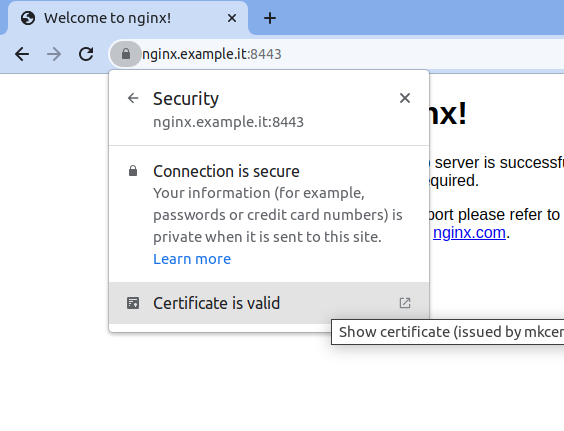 Welcome to nginx!
nginx.example.it:8443
Security
nginx.example.it:8443
nx!
Connection is secure
Your information (for example,
server is successfu
passwords or credit card numbers) is
equired.
private when it is sent to this site.
port please refer to
Learn more
nginx.com.
Certificate is valid
Show certificate (issued by mkcer